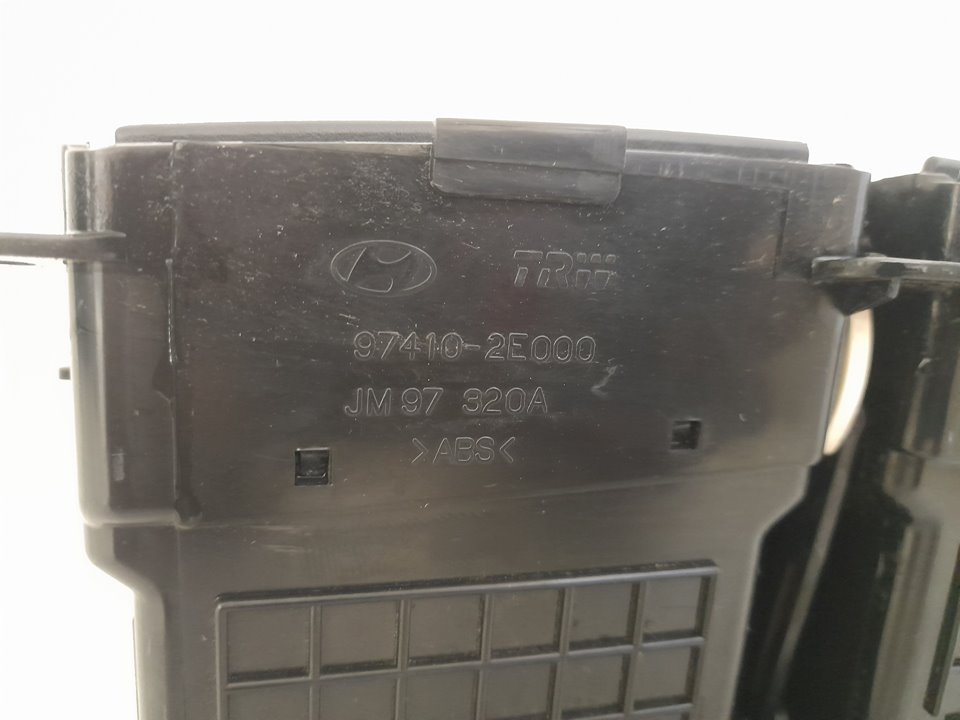 TRW
97410-2E000
JM 97 320A
>ABS<